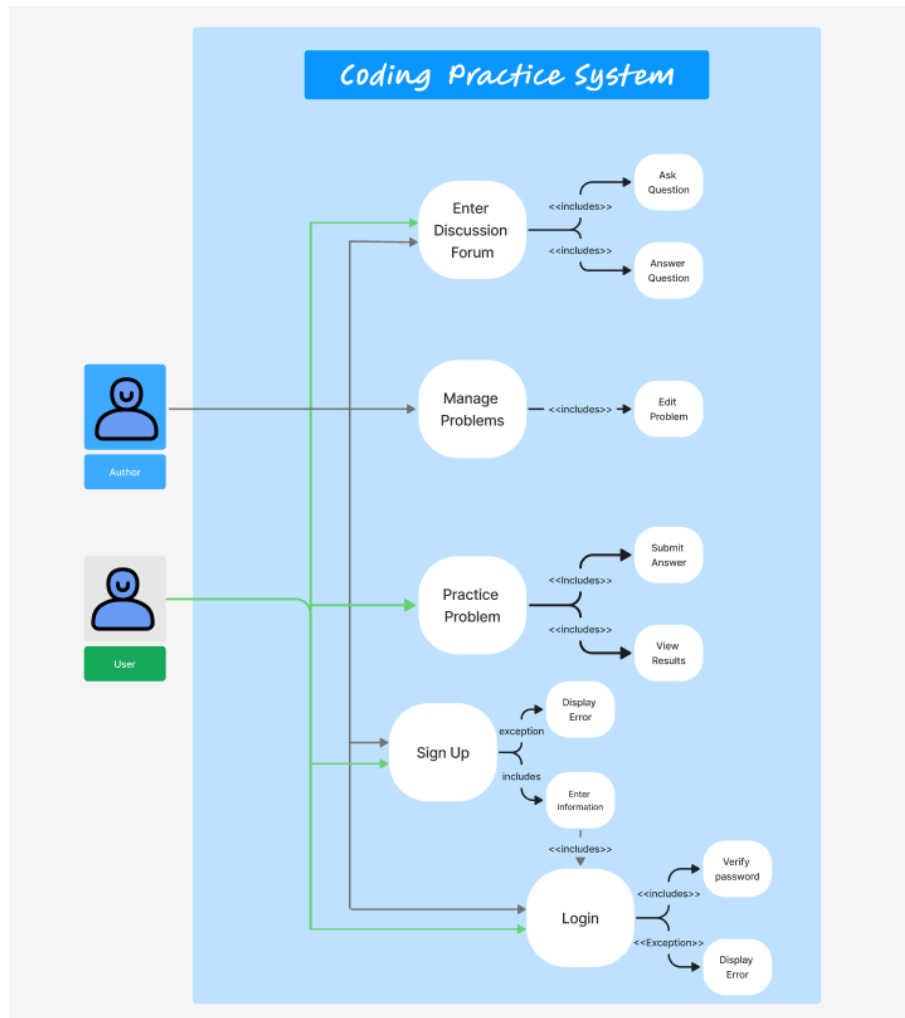 Coding Practice System
Ask
Question
<<includes>>
Enter
Discussion
Forum
<<includes>>
Answer
Question
Manage
Problems
<<includes>>
Edit
Problem
Author
Submit
Answer
<<Includes>>
Practice
Problem
<<includes>>
View
Results
User
Display
Error
exception
Sign Up
includes
Enter
information
<<includes>>
Verify
password
<<includes>>
Login
<<Exception>>
Display
Error